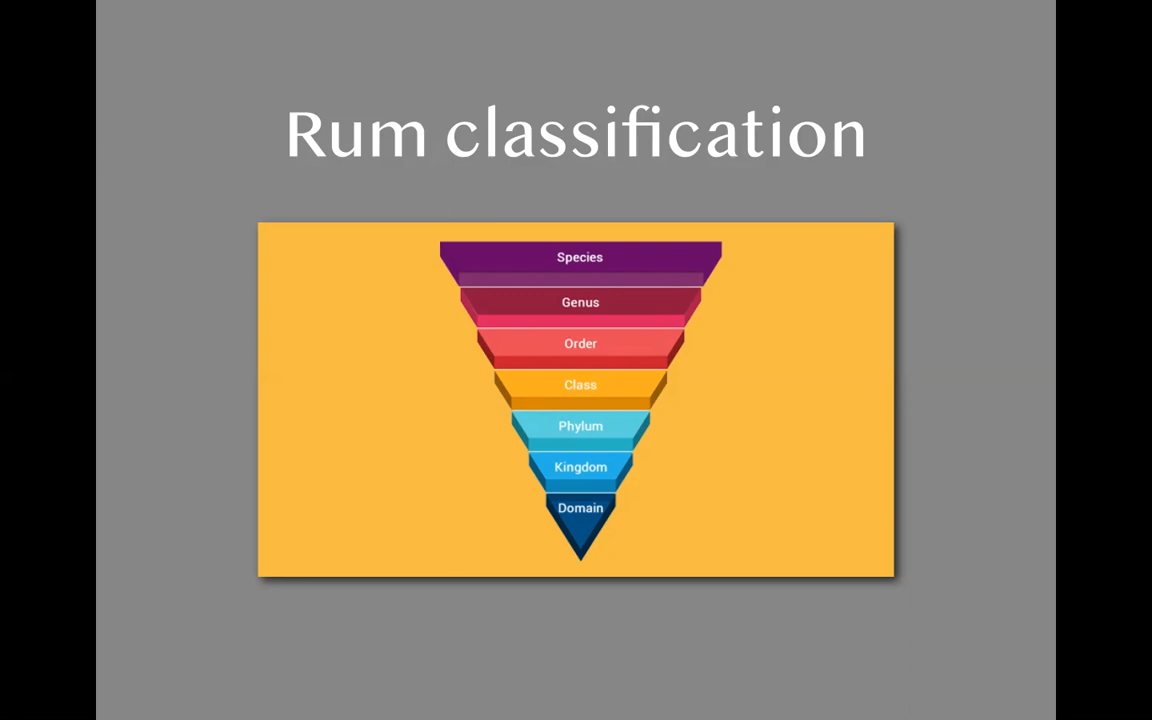 Rum classification
Species
Genus
Order
Class
Phylum
Kingdom
Domain